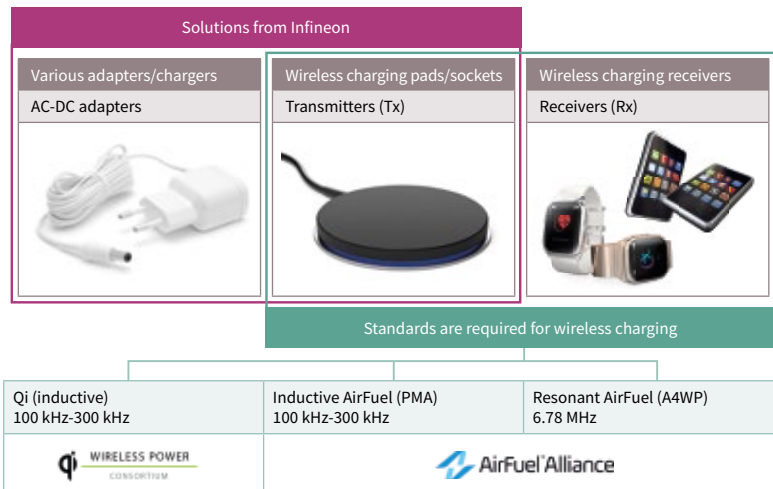 Solutions from Infineon
Various adapters/chargers
AC-DC adapters
Wireless charging pads/sockets
Transmitters (Tx)
Wireless charging receivers
Receivers (Rx)
Standards are required for wireless charging
Qi (inductive)
100 kHz-300 kHz
Inductive AirFuel (PMA)
100 kHz-300 kHz
Resonant AirFuel (A4WP)
6.78 MHz
qi WIRELESS POWER
CONSORTIUM
AirFuel Alliance